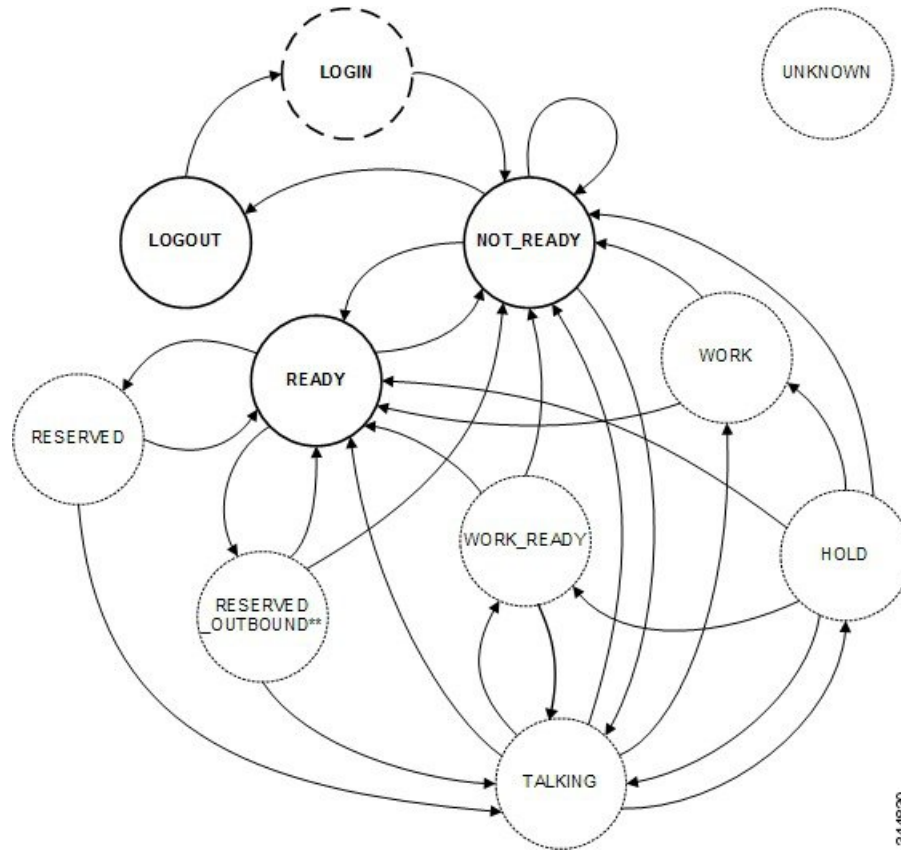 LOGIN
UNKNOWN
LOGOUT
NOT_READY
READY
WORK
RESERVED
WORK_READY
HOLD
RESERVED
_OUTBOUND**
TALKING